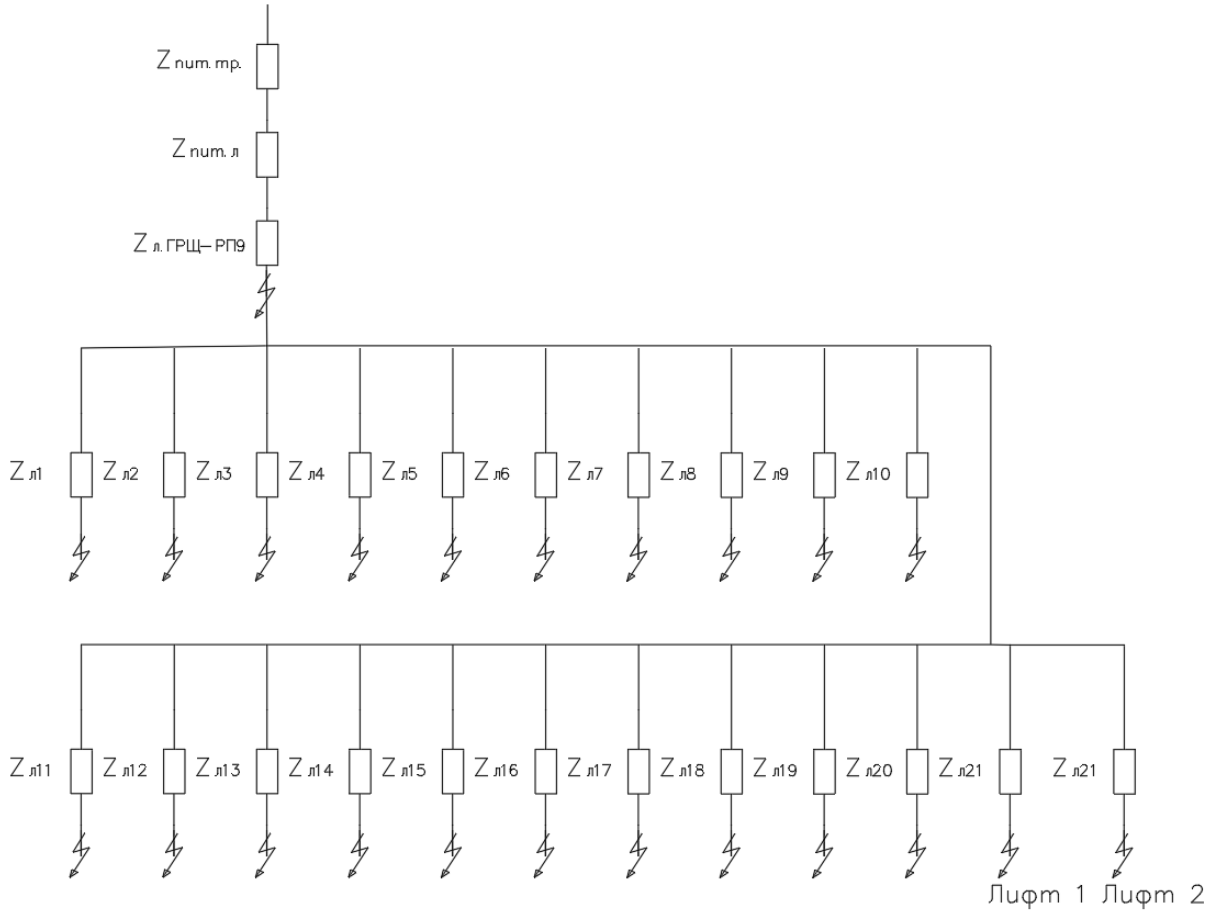 Z пит. тр.
Z пит. л
Z л. ГРЩ-РП9
Z л1 Z л2 Z л3 Z л4 Z л5 Z л6 Z л7 Z л8 Z л9 Z л10
Z л11 Z л12 Z л13 Z л14 Z л15 Z л16 Z л17 Z л18 Z л19 Z л20 Z л21 Z л21
Лифт 1 Лифт 2